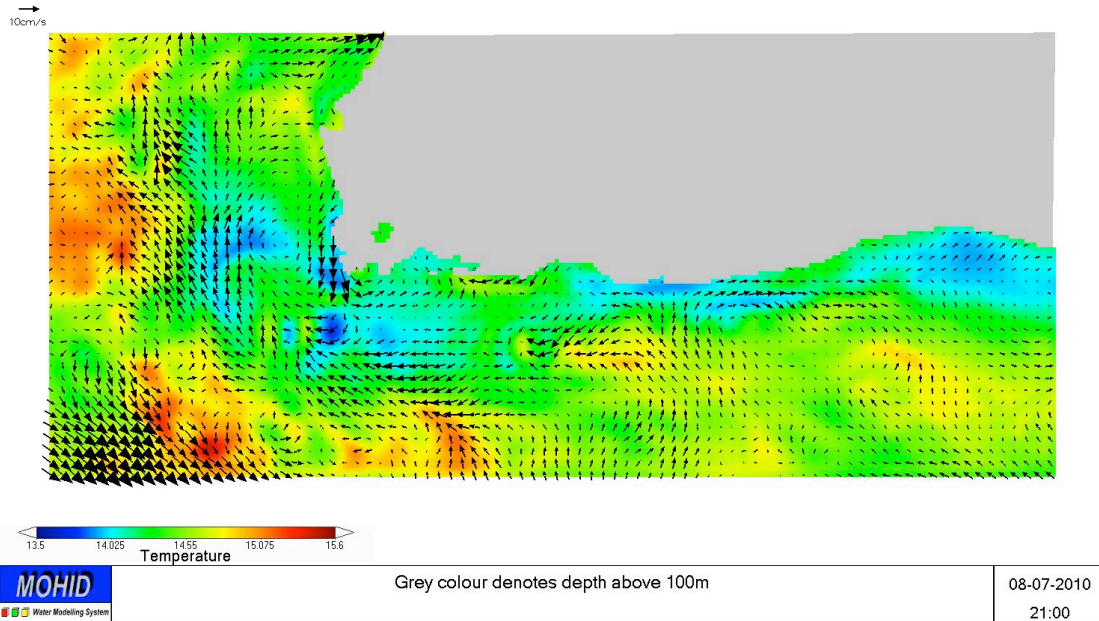 10cm/s
13.5 14.025 14.55 15.075 15.6
Temperature
MOHID
Water Modelling System
Grey colour denotes depth above 100m
08-07-2010
21:00